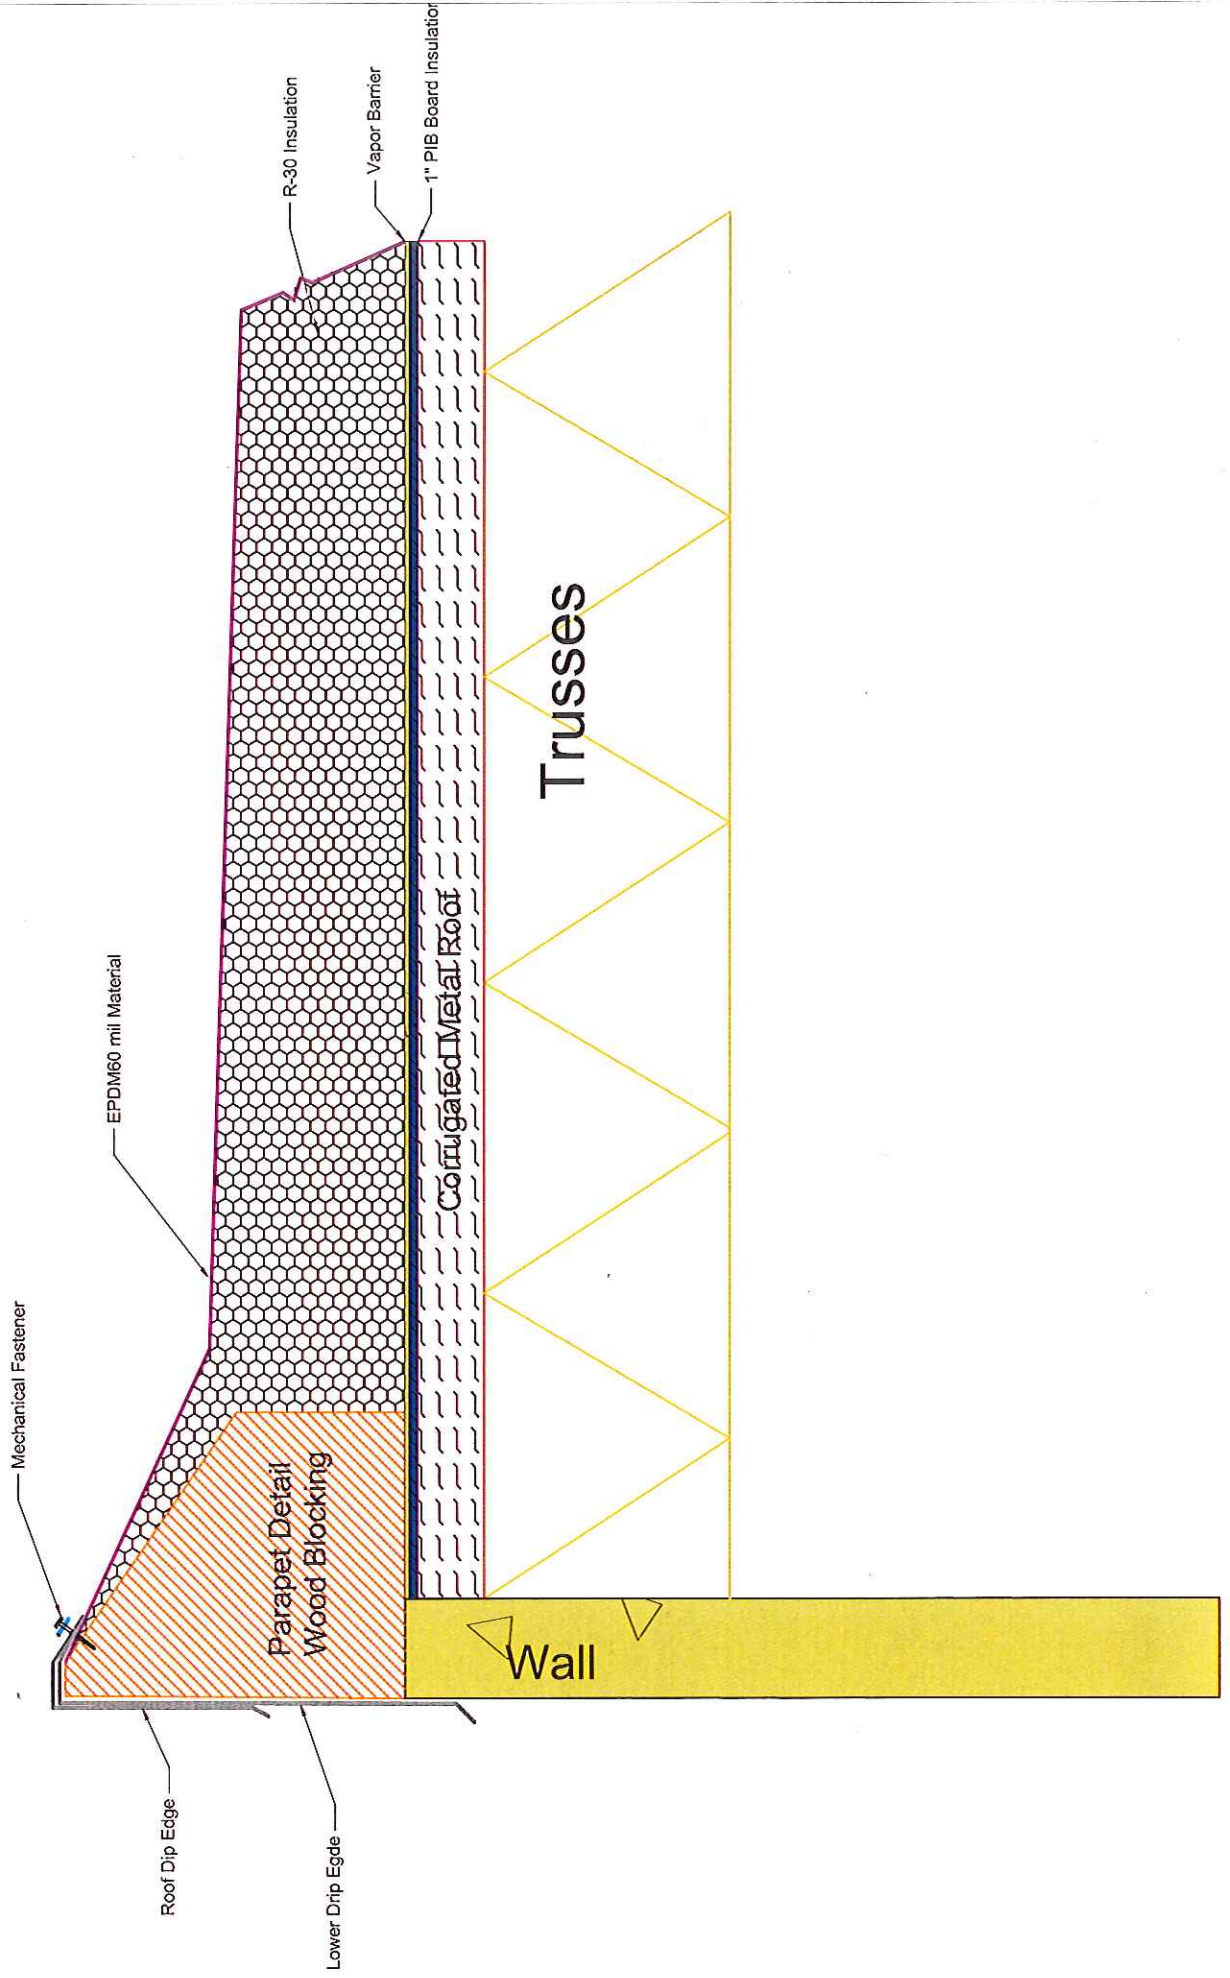 Mechanical Fastener
EPDM60 mil Material
R-30 Insulation
Vapor Barrier
1" PIB Board Insulation
Roof Dip Edge
Lower Drip Egde
Parapet Detail
Wood Blocking
Corrugated Metal Roof
Wall
Trusses